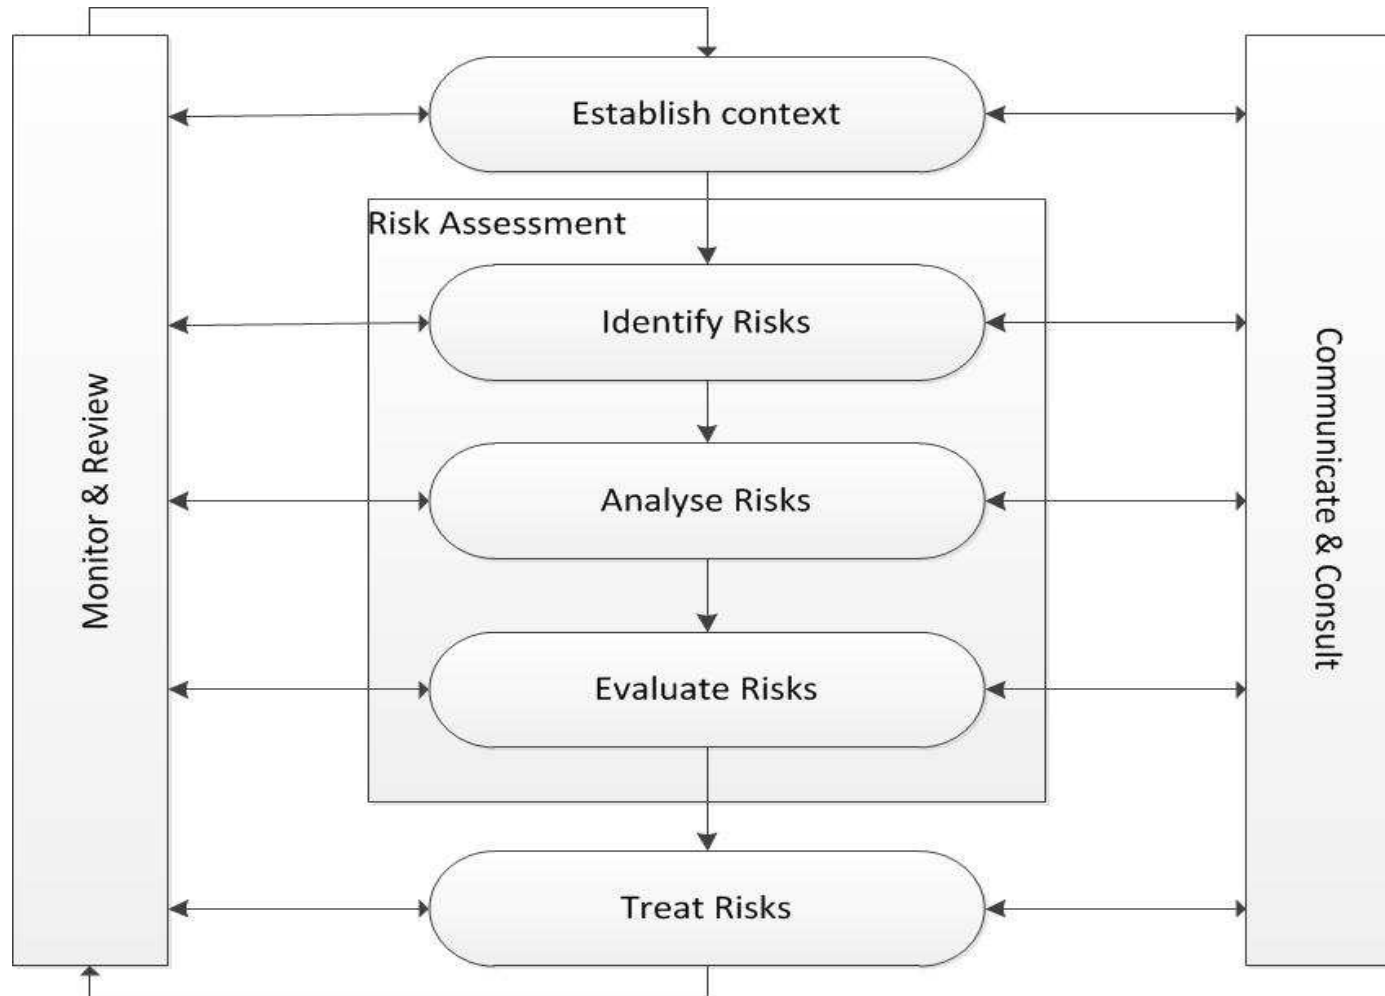 Establish context
Risk Assessment
Identify Risks
Analyse Risks
Evaluate Risks
Treat Risks
Monitor & Review
Communicate & Consult